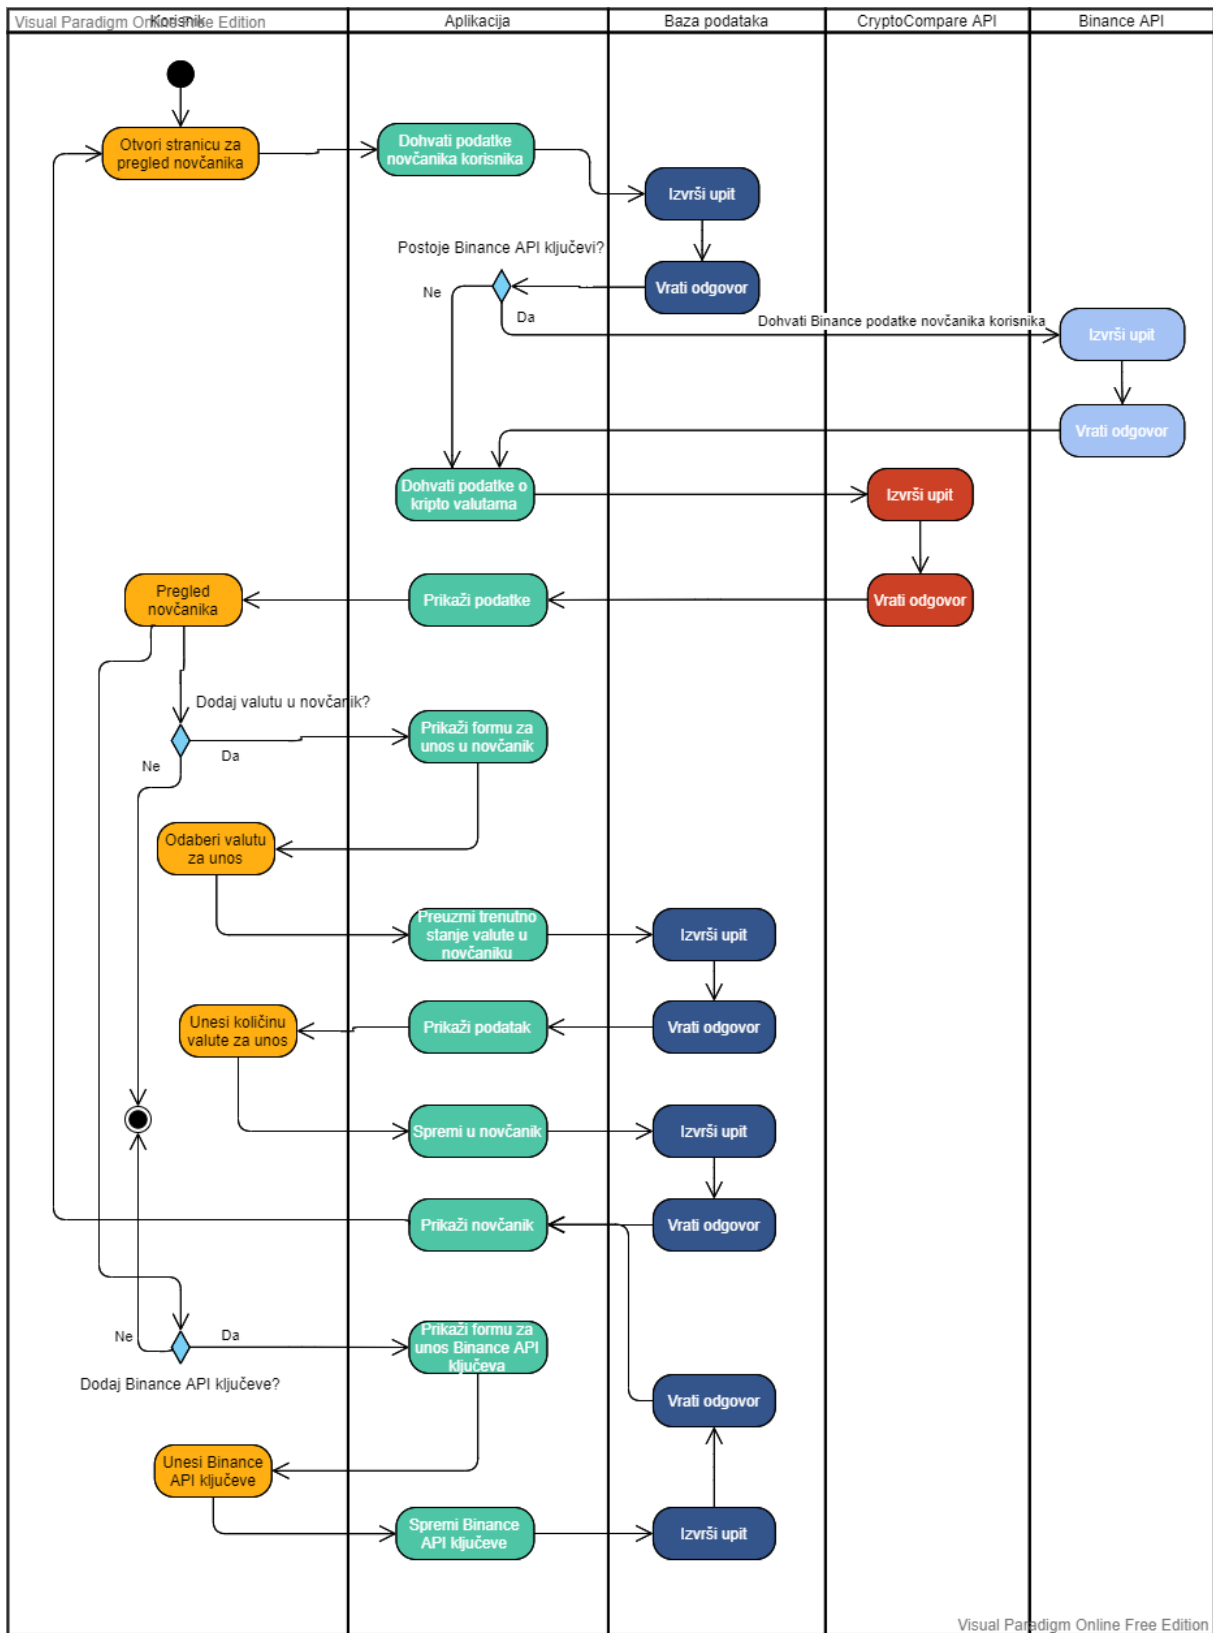 Visual Paradigm Online Free Edition
Korisnik
Aplikacija
Baza podataka
CryptoCompare API
Binance API
Otvori stranicu za
pregled novčanika
Dohvati podatke
novčanika korisnika
Izvrši upit
Postoje Binance API ključevi?
Vrati odgovor
Ne
Da
Dohvati Binance podatke novčanika korisnika
Izvrši upit
Vrati odgovor
Dohvati podatke o
kripto valutama
Izvrši upit
Pregled
novčanika
Prikaži podatke
Vrati odgovor
Dodaj valutu u novčanik?
Prikaži formu za
unos u novčanik
Da
Ne
Odaberi valutu
za unos
Preuzmi trenutno
stanje valute u
novčaniku
Izvrši upit
Unesi količinu
valute za unos
Prikaži podatak
Vrati odgovor
Spremi u novčanik
Izvrši upit
Prikaži novčanik
Vrati odgovor
Ne
Da
Prikaži formu za
unos Binance API
ključeva
Dodaj Binance API ključeve?
Vrati odgovor
Unesi Binance
API ključeve
Spremi Binance
API ključeve
Izvrši upit
Visual Paradigm Online Free Edition